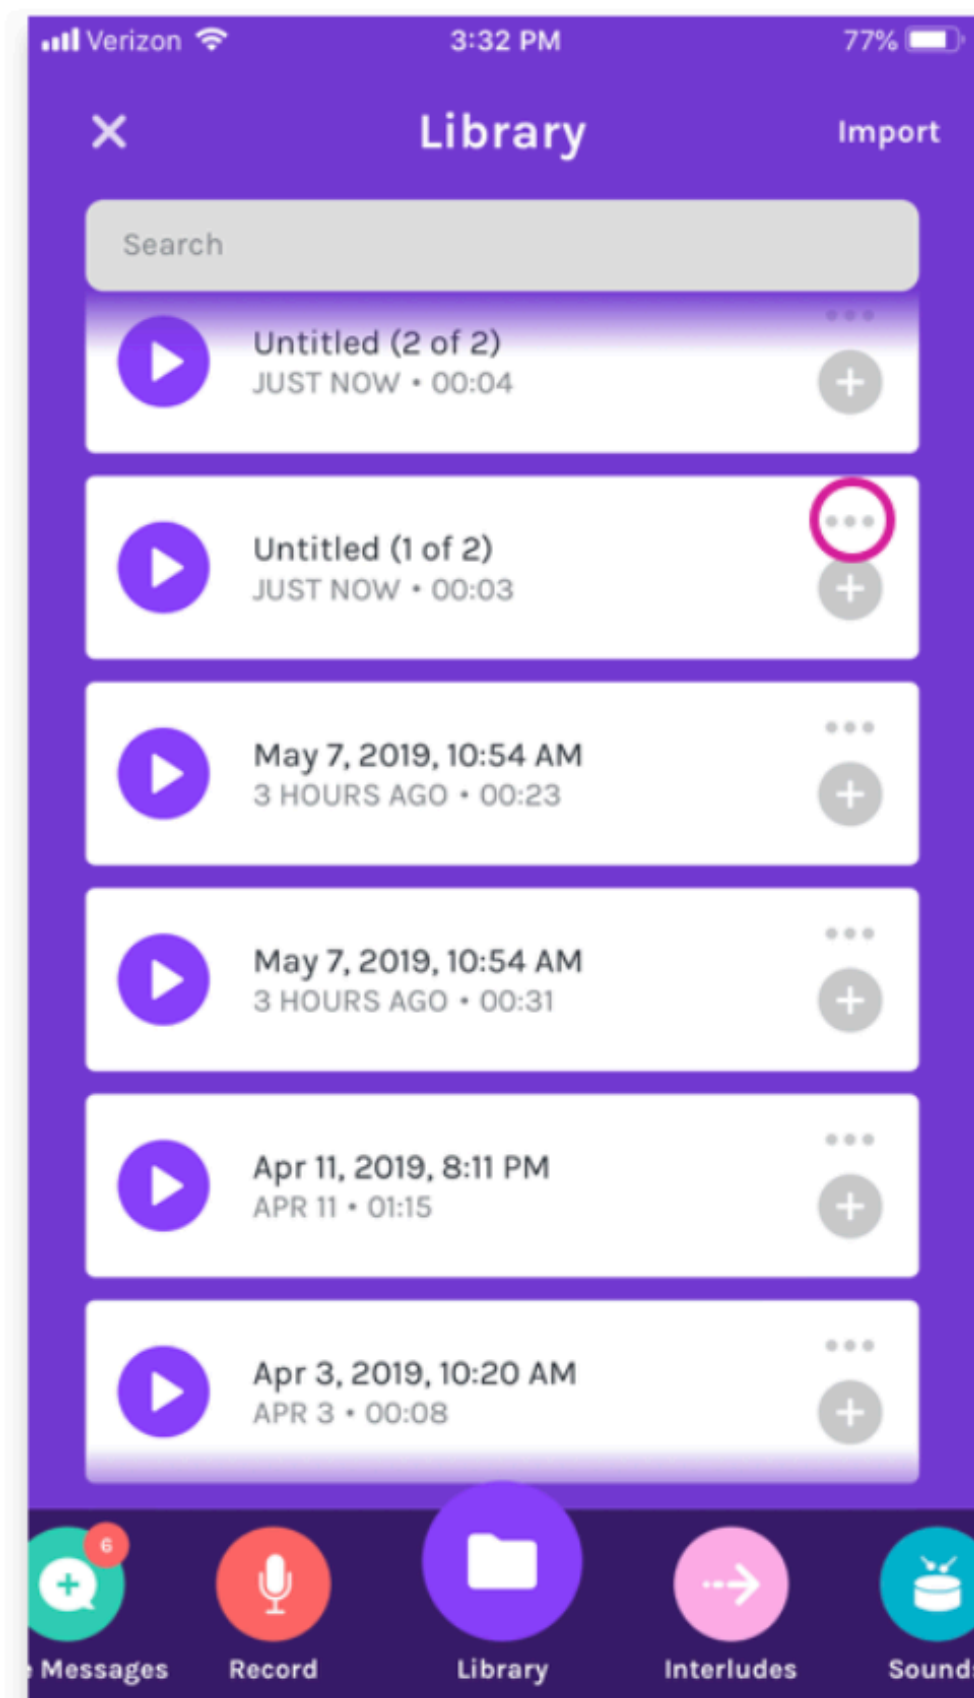 Verizon 3:32 PM 77%
Library Import
Search
Untitled (2 of 2)
JUST NOW • 00:04
Untitled (1 of 2)
JUST NOW • 00:03
May 7, 2019, 10:54 AM
3 HOURS AGO • 00:23
May 7, 2019, 10:54 AM
3 HOURS AGO • 00:31
Apr 11, 2019, 8:11 PM
APR 11 • 01:15
Apr 3, 2019, 10:20 AM
APR 3 • 00:08
6
Messages Record Library Interludes Sound